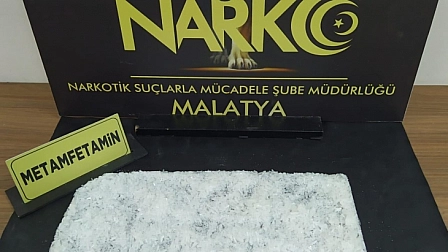 NARKO
NARKOTİK SUÇLARLA MÜCADELE ŞUBE MÜDÜRLÜĞÜ
MALATYA
METAMFETAMİN